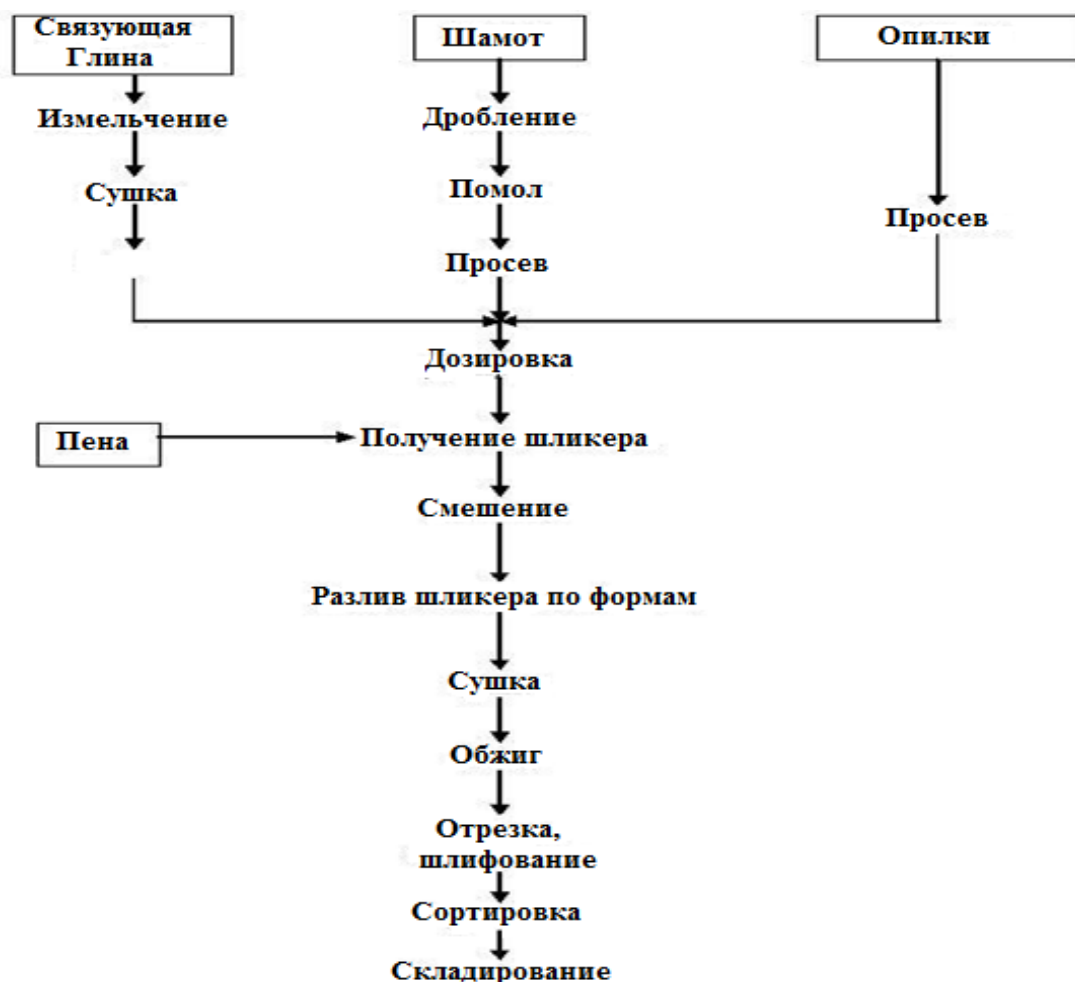 Связующая
Глина
Шамот
Опилки
Измельчение
Дробление
Сушка
Помол
Просев
Просев
Дозировка
Пена
Получение шликера
Смешение
Разлив шликера по формам
Сушка
Обжиг
Отрезка,
шлифование
Сортировка
Складирование